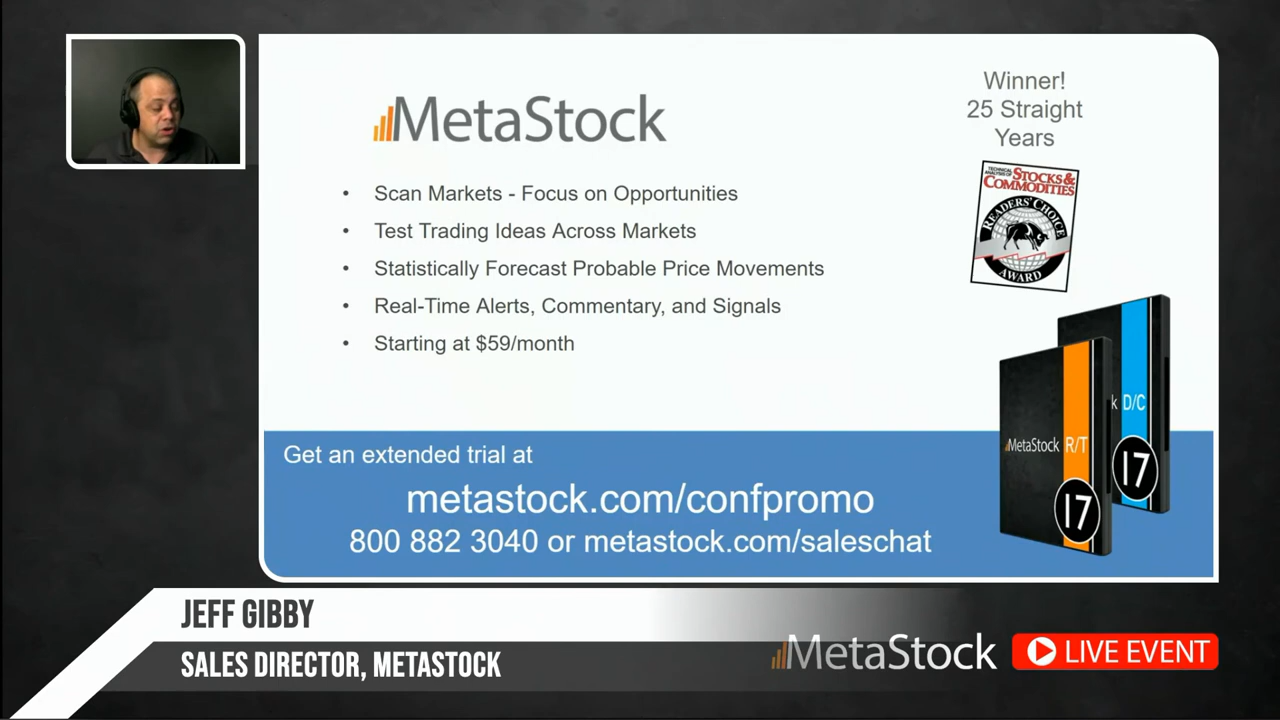 MetaStock
Winner!
25 Straight
Years
TECHNICAL ANALYSIS OF
STOCKS &
COMMODITIES
READERS' CHOICE
AWARD
• Scan Markets - Focus on Opportunities
• Test Trading Ideas Across Markets
• Statistically Forecast Probable Price Movements
• Real-Time Alerts, Commentary, and Signals
• Starting at $59/month
k D/C
17
MetaStock R/T
17
Get an extended trial at
metastock.com/confpromo
800 882 3040 or metastock.com/saleschat
JEFF GIBBY
SALES DIRECTOR, METASTOCK
MetaStock
LIVE EVENT